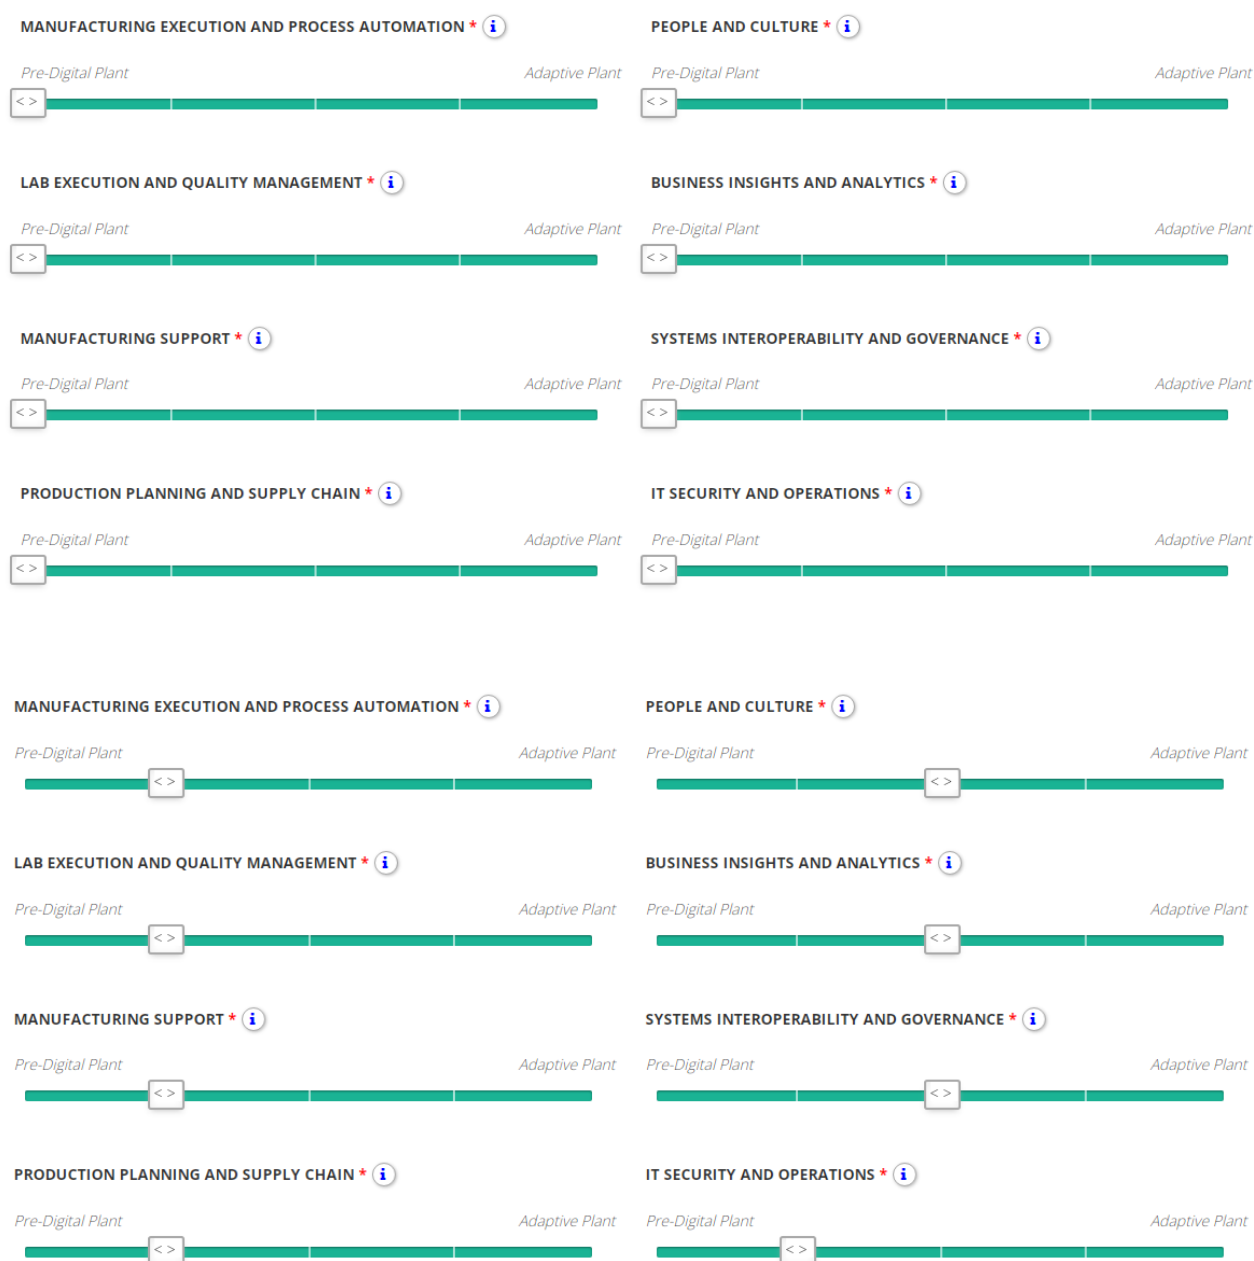 MANUFACTURING EXECUTION AND PROCESS AUTOMATION * i
PEOPLE AND CULTURE * i
Pre-Digital Plant Adaptive Plant
Pre-Digital Plant Adaptive Plant
< >
< >
LAB EXECUTION AND QUALITY MANAGEMENT * i
BUSINESS INSIGHTS AND ANALYTICS * i
Pre-Digital Plant Adaptive Plant
Pre-Digital Plant Adaptive Plant
< >
< >
MANUFACTURING SUPPORT * i
SYSTEMS INTEROPERABILITY AND GOVERNANCE * i
Pre-Digital Plant Adaptive Plant
Pre-Digital Plant Adaptive Plant
< >
< >
PRODUCTION PLANNING AND SUPPLY CHAIN * i
IT SECURITY AND OPERATIONS * i
Pre-Digital Plant Adaptive Plant
Pre-Digital Plant Adaptive Plant
< >
< >
MANUFACTURING EXECUTION AND PROCESS AUTOMATION * i
PEOPLE AND CULTURE * i
Pre-Digital Plant Adaptive Plant
Pre-Digital Plant Adaptive Plant
< >
< >
LAB EXECUTION AND QUALITY MANAGEMENT * i
BUSINESS INSIGHTS AND ANALYTICS * i
Pre-Digital Plant Adaptive Plant
Pre-Digital Plant Adaptive Plant
< >
< >
MANUFACTURING SUPPORT * i
SYSTEMS INTEROPERABILITY AND GOVERNANCE * i
Pre-Digital Plant Adaptive Plant
Pre-Digital Plant Adaptive Plant
< >
< >
PRODUCTION PLANNING AND SUPPLY CHAIN * i
IT SECURITY AND OPERATIONS * i
Pre-Digital Plant Adaptive Plant
Pre-Digital Plant Adaptive Plant
< >
< >